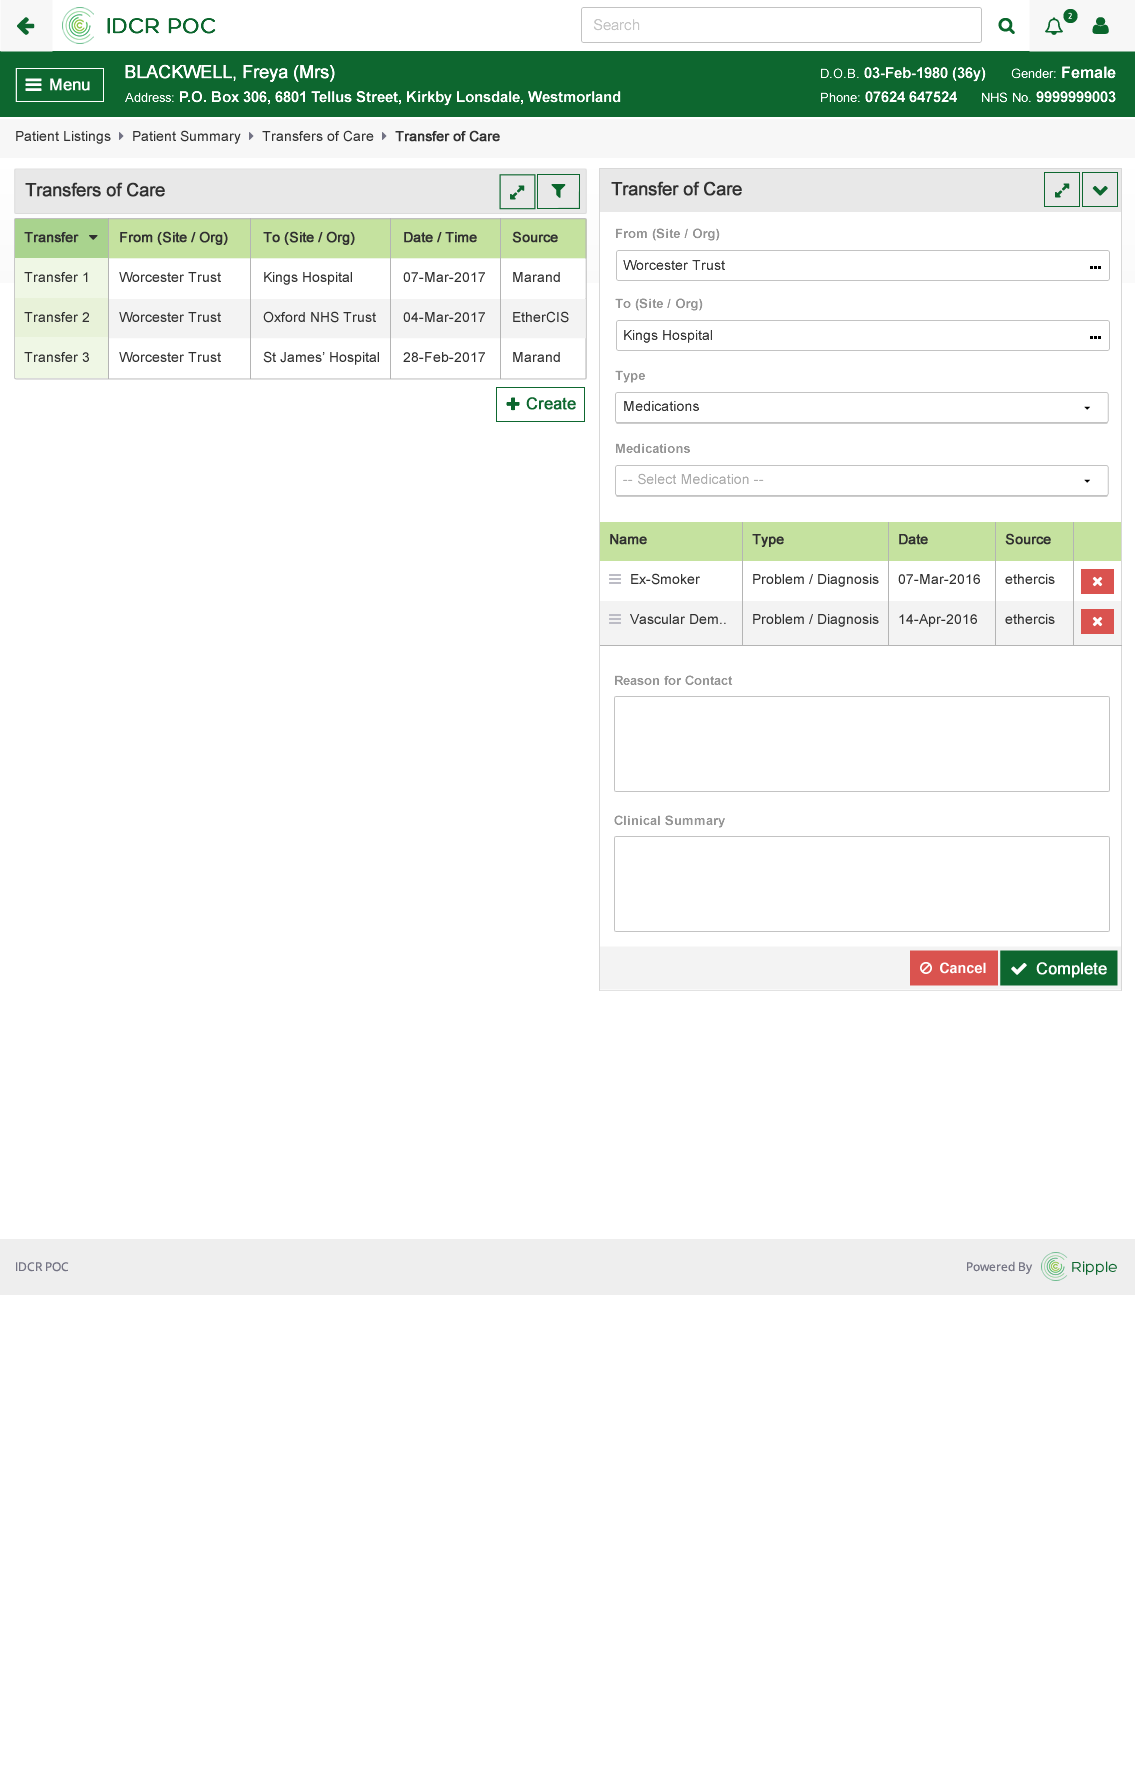 IDCR POC
Search
2
Menu
BLACKWELL, Freya (Mrs)
Address: P.O. Box 306, 6801 Tellus Street, Kirkby Lonsdale, Westmorland
D.O.B. 03-Feb-1980 (36y) Gender: Female
Phone: 07624 647524 NHS No. 9999999003
Patient Listings Patient Summary Transfers of Care Transfer of Care
Transfers of Care
Transfer From (Site / Org) To (Site / Org) Date / Time Source
Transfer 1 Worcester Trust Kings Hospital 07-Mar-2017 Marand
Transfer 2 Worcester Trust Oxford NHS Trust 04-Mar-2017 EtherCIS
Transfer 3 Worcester Trust St James’ Hospital 28-Feb-2017 Marand
Create
Transfer of Care
From (Site / Org)
Worcester Trust
To (Site / Org)
Kings Hospital
Type
Medications
Medications
-- Select Medication --
Name Type Date Source
Ex-Smoker Problem / Diagnosis 07-Mar-2016 ethercis
Vascular Dem.. Problem / Diagnosis 14-Apr-2016 ethercis
Reason for Contact
Clinical Summary
Cancel Complete
IDCR POC
Powered By Ripple